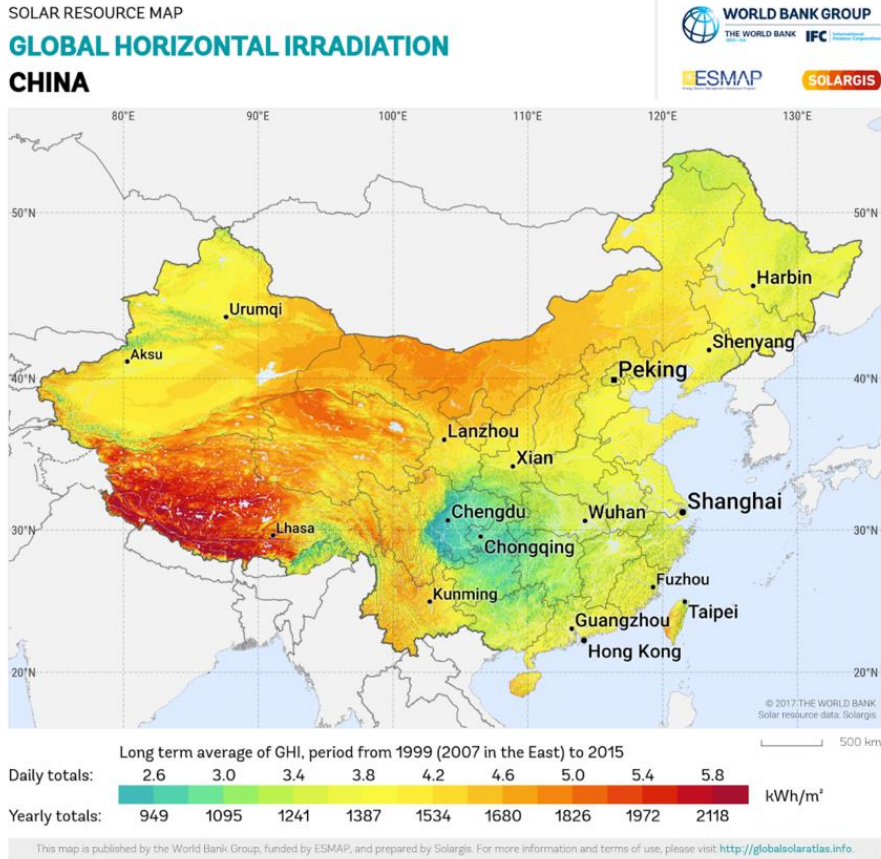 SOLAR RESOURCE MAP
GLOBAL HORIZONTAL IRRADIATION
CHINA
WORLD BANK GROUP
THE WORLD BANK IFC International Finance Corporation
ESMAP
SOLARGIS
80°E 90°E 100°E 110°E 120°E 130°E
50°N 50°N
Harbin
Urumqi
Shenyang
Aksu
Peking
40°N 40°N
Lanzhou
Xian
Shanghai
Chengdu
Wuhan
30°N 30°N
Lhasa
Chongqing
Fuzhou
Kunming
Taipei
Guangzhou
Hong Kong
20°N 20°N
© 2017 THE WORLD BANK
Solar resource data: Solargis
500 km
Long term average of GHI, period from 1999 (2007 in the East) to 2015
Daily totals: 2.6 3.0 3.4 3.8 4.2 4.6 5.0 5.4 5.8
kWh/m²
Yearly totals: 949 1095 1241 1387 1534 1680 1826 1972 2118
This map is published by the World Bank Group, funded by ESMAP, and prepared by Solargis. For more information and terms of use, please visit http://globalsolaratlas.info.